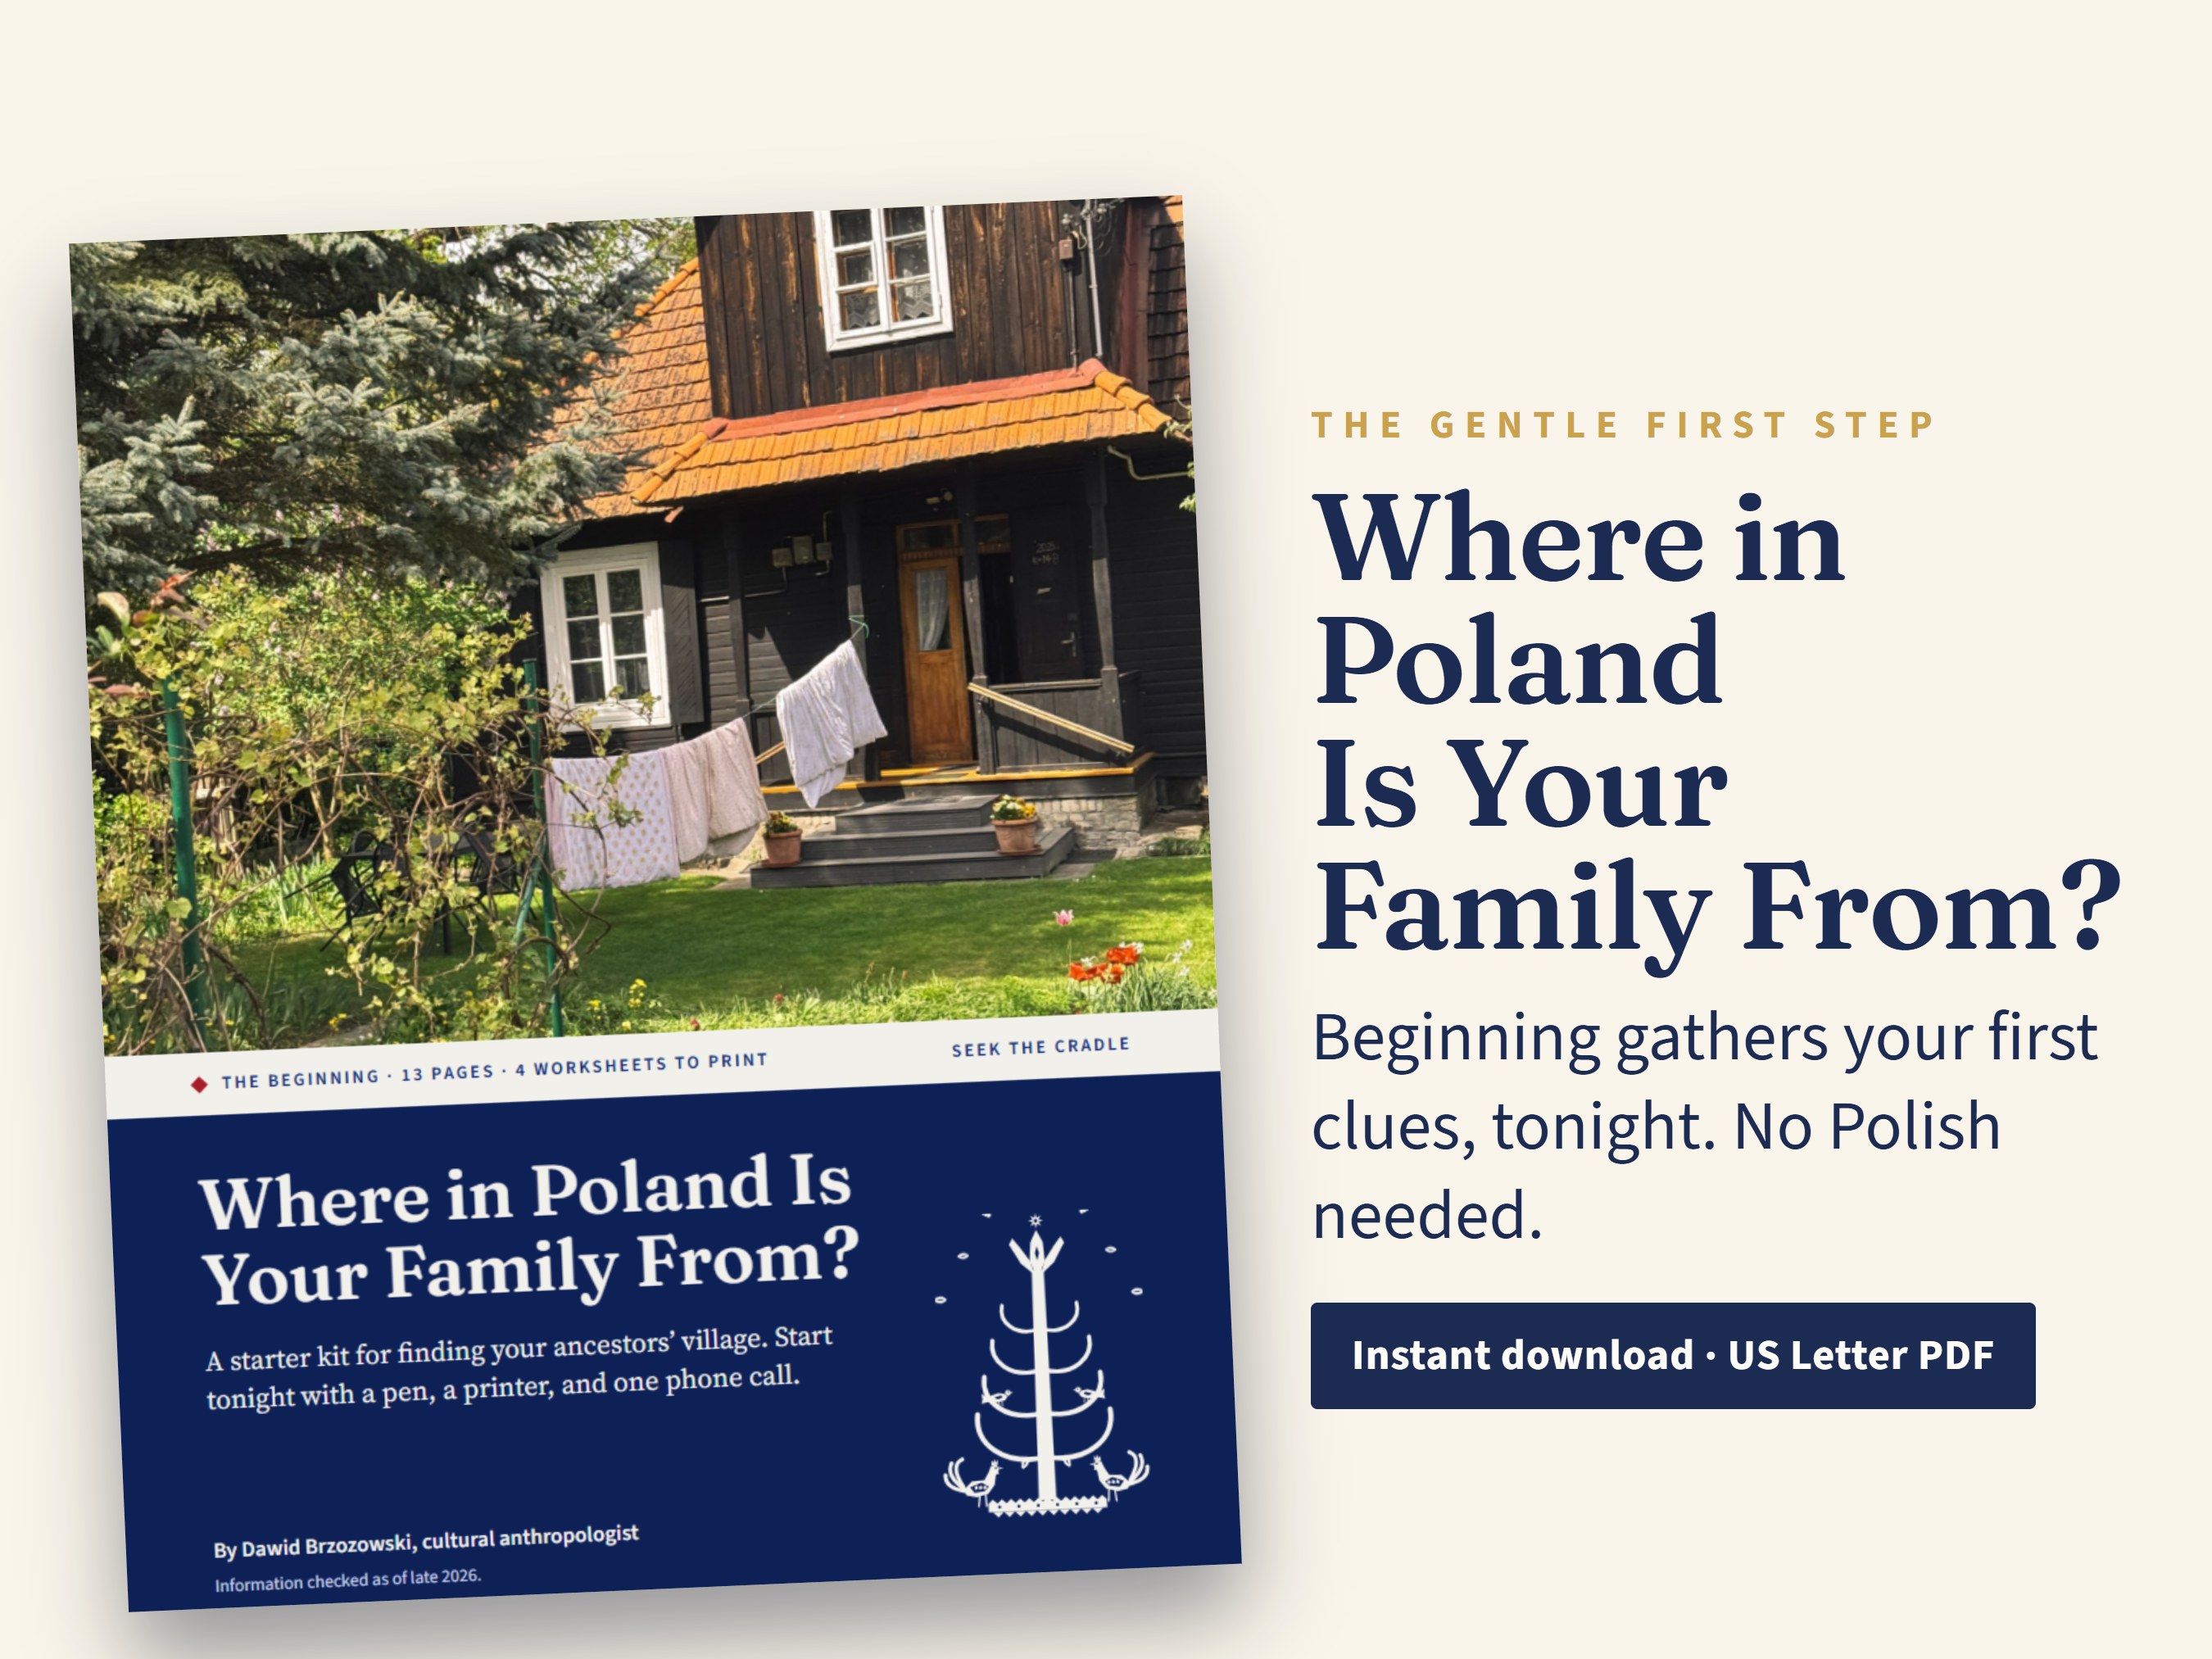 THE BEGINNING · 13 PAGES · 4 WORKSHEETS TO PRINT
SEEK THE CRADLE
Where in Poland Is
Your Family From?
A starter kit for finding your ancestors’ village. Start
tonight with a pen, a printer, and one phone call.
By Dawid Brzozowski, cultural anthropologist
Information checked as of late 2026.
THE GENTLE FIRST STEP
Where in
Poland
Is Your
Family From?
Beginning gathers your first
clues, tonight. No Polish
needed.
Instant download · US Letter PDF